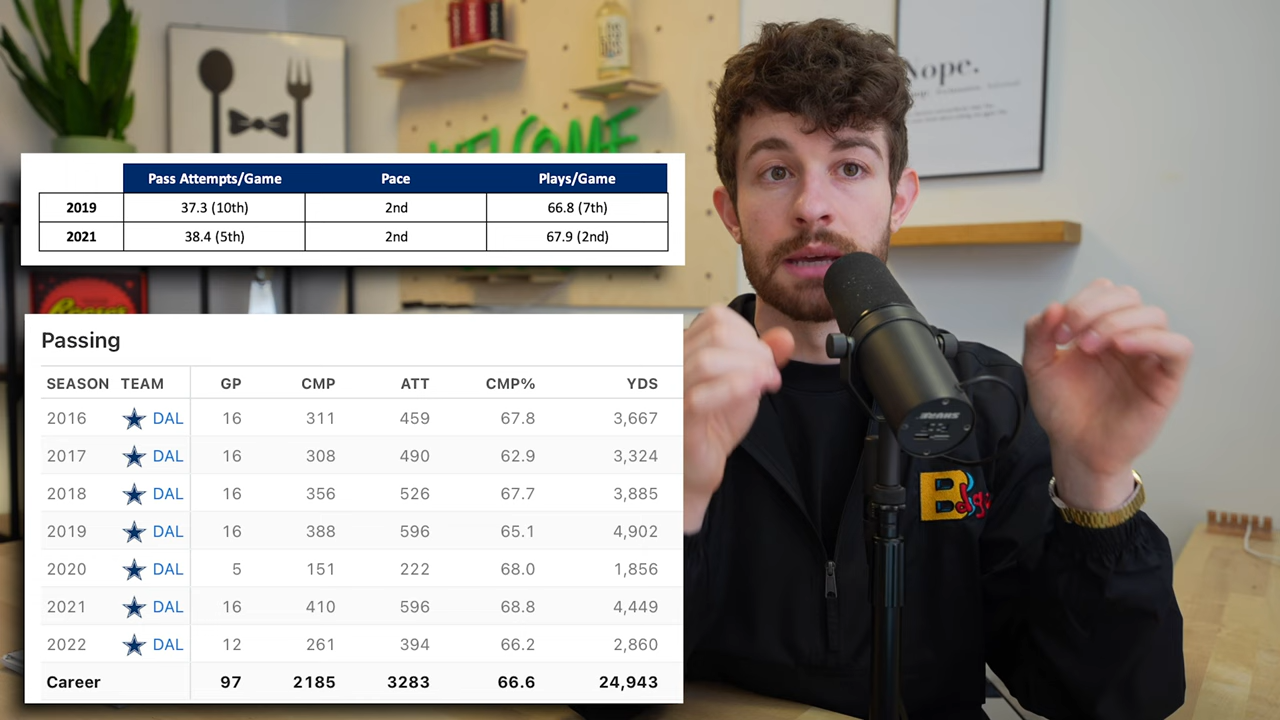 Nope.
WELCOME
Pass Attempts/Game Pace Plays/Game
2019 37.3 (10th) 2nd 66.8 (7th)
2021 38.4 (5th) 2nd 67.9 (2nd)
Passing
SEASON TEAM GP CMP ATT CMP% YDS
2016 DAL 16 311 459 67.8 3,667
2017 DAL 16 308 490 62.9 3,324
2018 DAL 16 356 526 67.7 3,885
2019 DAL 16 388 596 65.1 4,902
2020 DAL 5 151 222 68.0 1,856
2021 DAL 16 410 596 68.8 4,449
2022 DAL 12 261 394 66.2 2,860
Career 97 2185 3283 66.6 24,943
SHURE